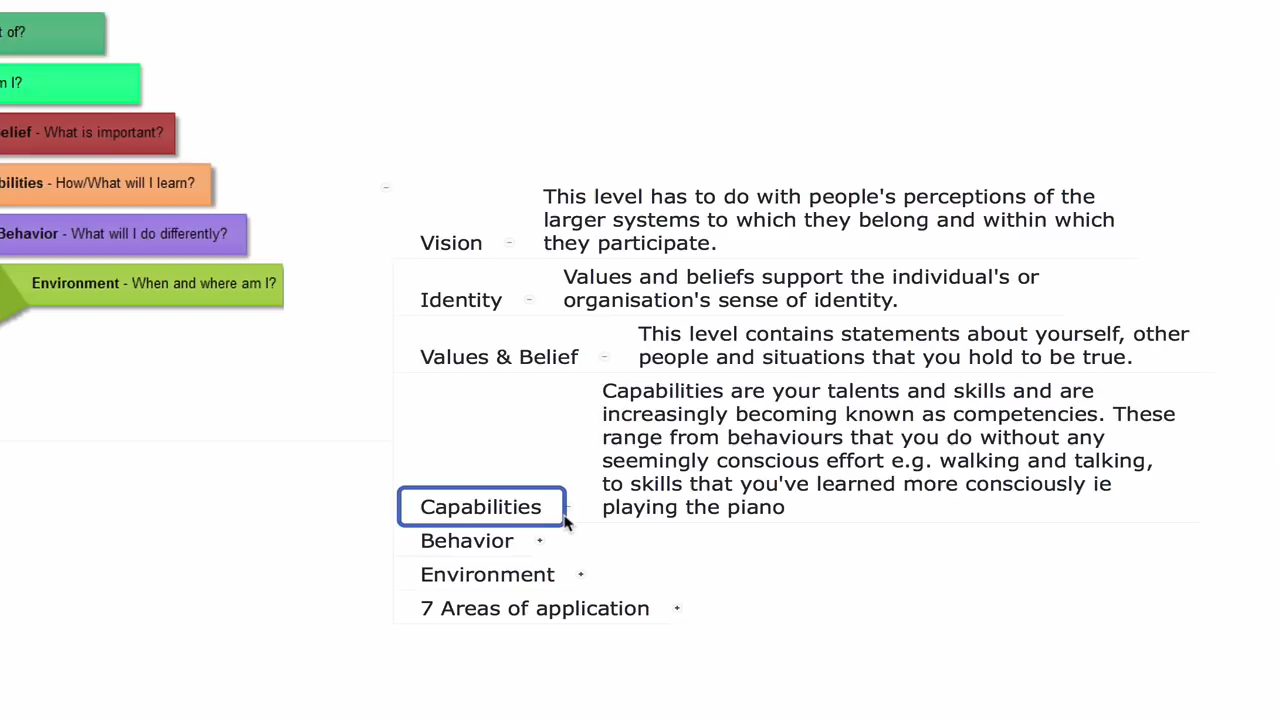 t of?
m I?
elief - What is important?
bilities - How/What will I learn?
Behavior - What will I do differently?
Environment - When and where am I?
This level has to do with people's perceptions of the
larger systems to which they belong and within which
Vision they participate.
Values and beliefs support the individual's or
Identity organisation's sense of identity.
This level contains statements about yourself, other
Values & Belief people and situations that you hold to be true.
Capabilities are your talents and skills and are
increasingly becoming known as competencies. These
range from behaviours that you do without any
seemingly conscious effort e.g. walking and talking,
to skills that you've learned more consciously ie
Capabilities playing the piano
Behavior
Environment
7 Areas of application